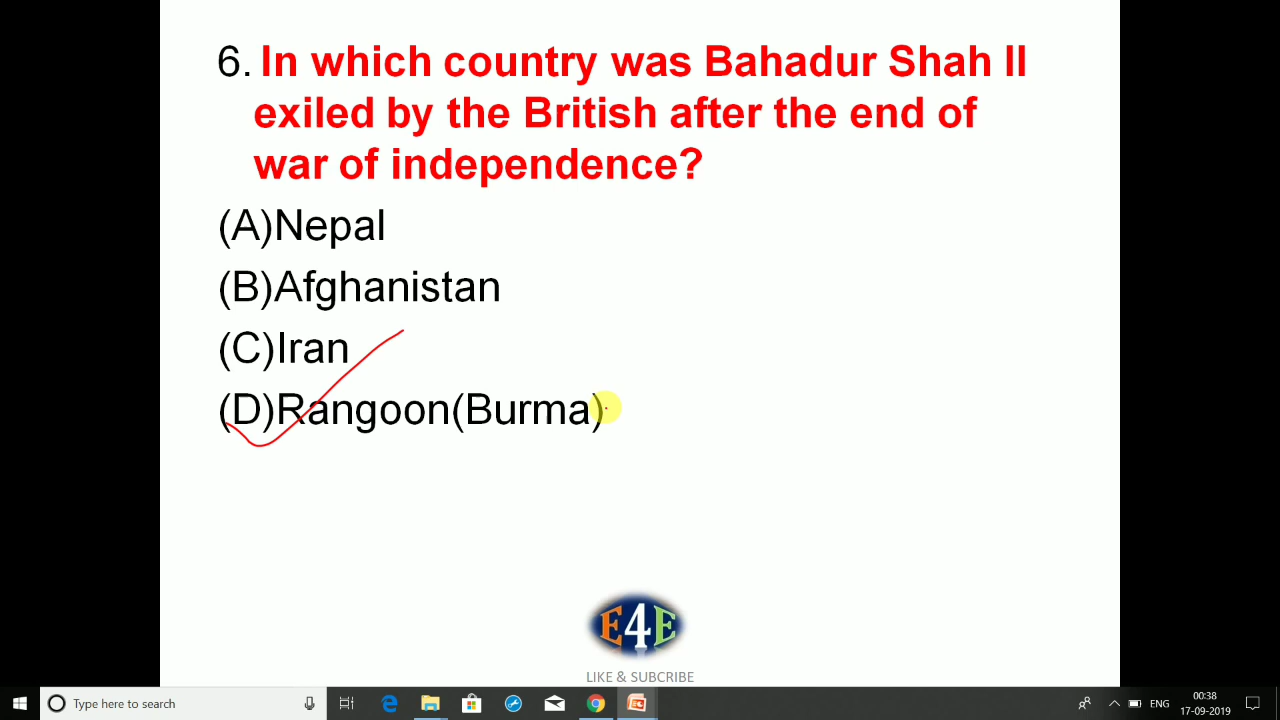 6. In which country was Bahadur Shah II
exiled by the British after the end of
war of independence?
(A)Nepal
(B)Afghanistan
(C)Iran
(D)Rangoon(Burma)
E4E
LIKE & SUBCRIBE
Type here to search
ENG
00:38
17-09-2019